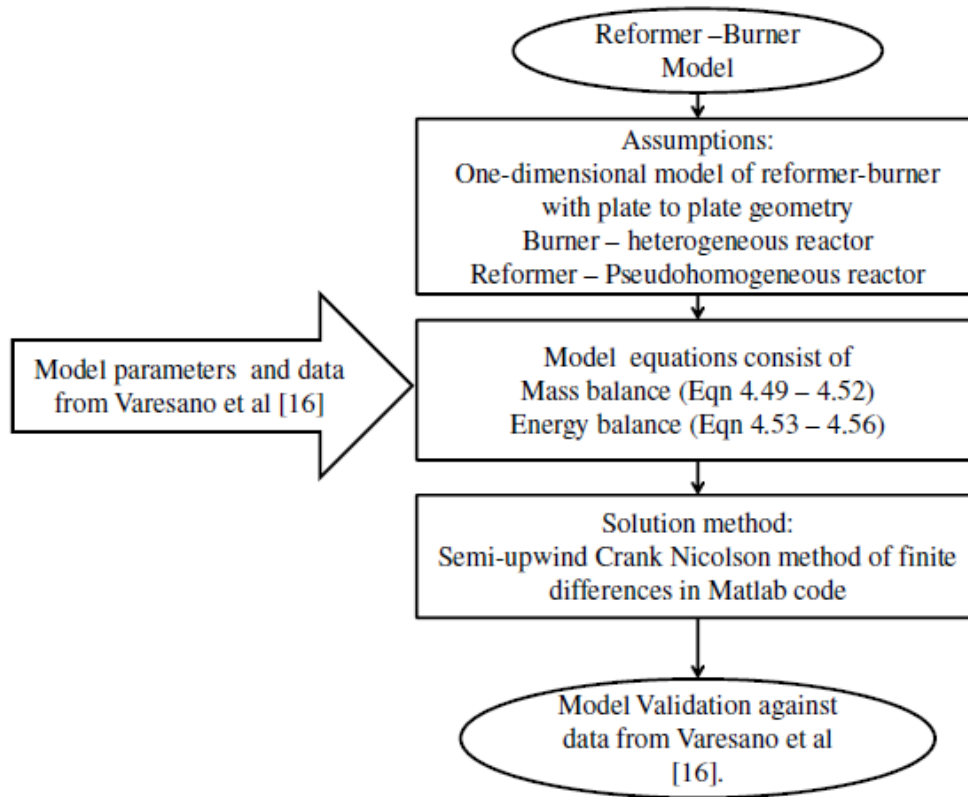 Reformer –Burner
Model
Assumptions:
One-dimensional model of reformer-burner
with plate to plate geometry
Burner – heterogeneous reactor
Reformer – Pseudohomogeneous reactor
Model parameters  and data
from Varesano et al [16]
Model  equations consist of
Mass balance (Eqn 4.49 – 4.52)
Energy balance (Eqn 4.53 – 4.56)
Solution method:
Semi-upwind Crank Nicolson method of finite
differences in Matlab code
Model Validation against
data from Varesano et al
[16].